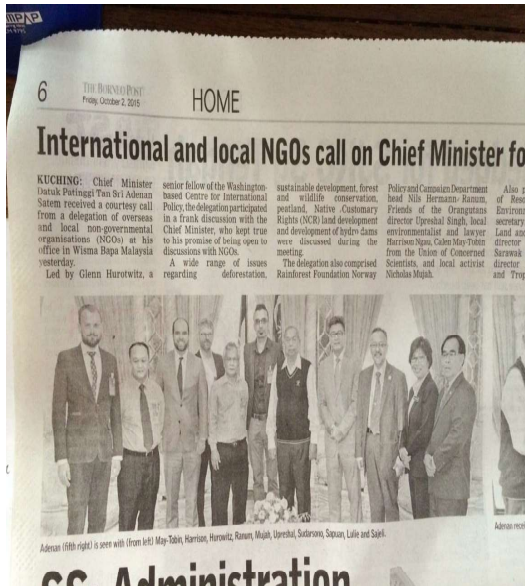 MPAP
6
THE BORNEO POST
Friday, October 2, 2015
HOME
International and local NGOs call on Chief Minister fo
KUCHING: Chief Minister
Datuk Patinggi Tan Sri Adenan
Satem received a courtesy call
from a delegation of overseas
and local non-governmental
organisations (NGOs) at his
office in Wisma Bapa Malaysia
yesterday.
Led by Glenn Hurotwitz, a
senior fellow of the Washington-
based Centre for International
Policy, the delegation participated
in a frank discussion with the
Chief Minister, who kept true
to his promise of being open to
discussions with NGOs.
A wide range of issues
regarding deforestation,
sustainable development, forest
and wildlife conservation,
peatland, Native Customary
Rights (NCR) land development
and development of hydro dams
were discussed during the
meeting.
The delegation also comprised
Rainforest Foundation Norway
Policy and Campaign Department
head Nils Hermann Ranum,
Friends of the Orangutans
director Upreshal Singh, local
environmentalist and lawyer
Harrison Ngau, Calen May-Tobin
from the Union of Concerned
Scientists, and local activist
Nicholas Mujah.
Also p
of Reso
Environ
secretary
Land and
director
Sarawak
director
and Trop
Adenan (fifth right) is seen with (from left) May-Tobin, Harrison, Hurowitz, Ranum, Mujah, Upreshal, Sudarsono, Sapuan, Lulie and Sajeli.
Adenan recei
SC Administration